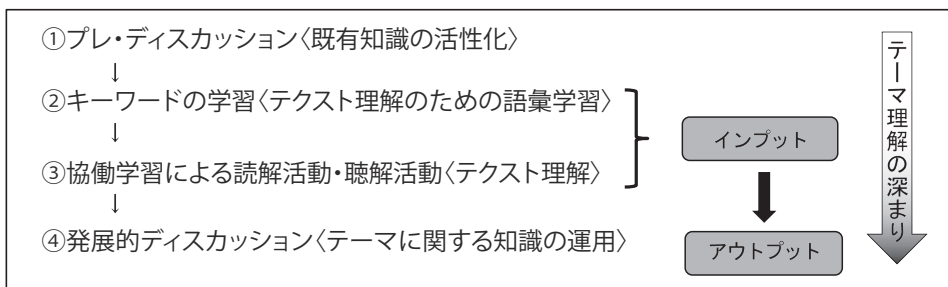 ①プレ・ディスカッション〈既有知識の活性化〉
↓
②キーワードの学習〈テクスト理解のための語彙学習〉
↓
③協働学習による読解活動・聴解活動〈テクスト理解〉
↓
④発展的ディスカッション〈テーマに関する知識の運用〉
インプット
アウトプット
テーマ理解の深まり